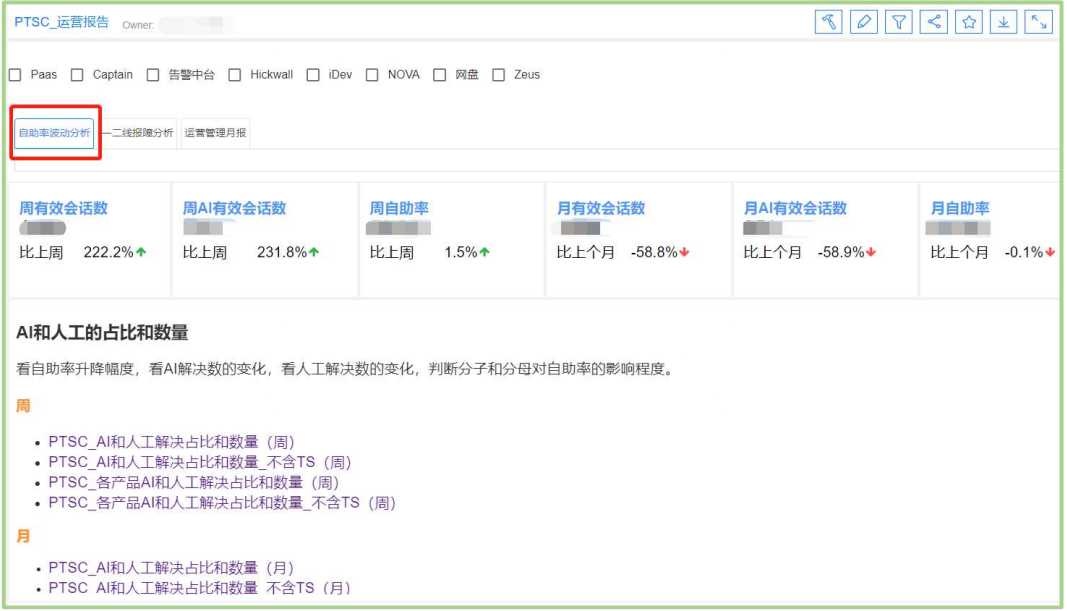 PTSC_运营报告 Owner:
Paas Captain 告警中台 Hickwall iDev NOVA 网盘 Zeus
自助率波动分析 一二线报障分析 运营管理月报
周有效会话数 周AI有效会话数 周自助率 月有效会话数 月AI有效会话数 月自助率
比上周 222.2% 比上周 231.8% 比上周 1.5% 比上个月 -58.8% 比上个月 -58.9% 比上个月 -0.1%
AI和人工的占比和数量
看自助率升降幅度，看AI解决数的变化，看人工解决数的变化，判断分子和分母对自助率的影响程度。
周
PTSC_AI和人工解决占比和数量（周）
PTSC_AI和人工解决占比和数量_不含TS（周）
PTSC_各产品AI和人工解决占比和数量（周）
PTSC_各产品AI和人工解决占比和数量_不含TS（周）
月
PTSC_AI和人工解决占比和数量（月）
PTSC_AI和人工解决占比和数量_不含TS（月）